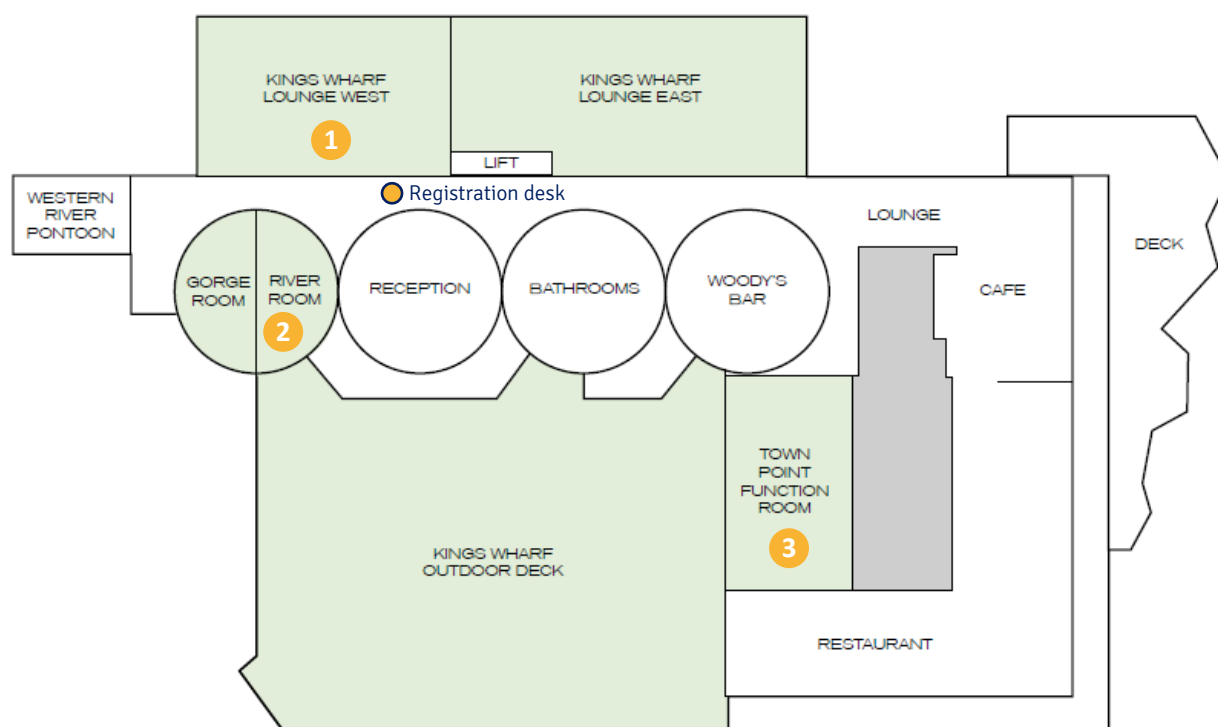 KINGS WHARF
LOUNGE WEST
1
KINGS WHARF
LOUNGE EAST
LIFT
Registration desk
WESTERN
RIVER
PONTOON
LOUNGE
DECK
GORGE
ROOM
RIVER
ROOM
2
RECEPTION
BATHROOMS
WOODY'S
BAR
CAFE
TOWN
POINT
FUNCTION
ROOM
3
KINGS WHARF
OUTDOOR DECK
RESTAURANT